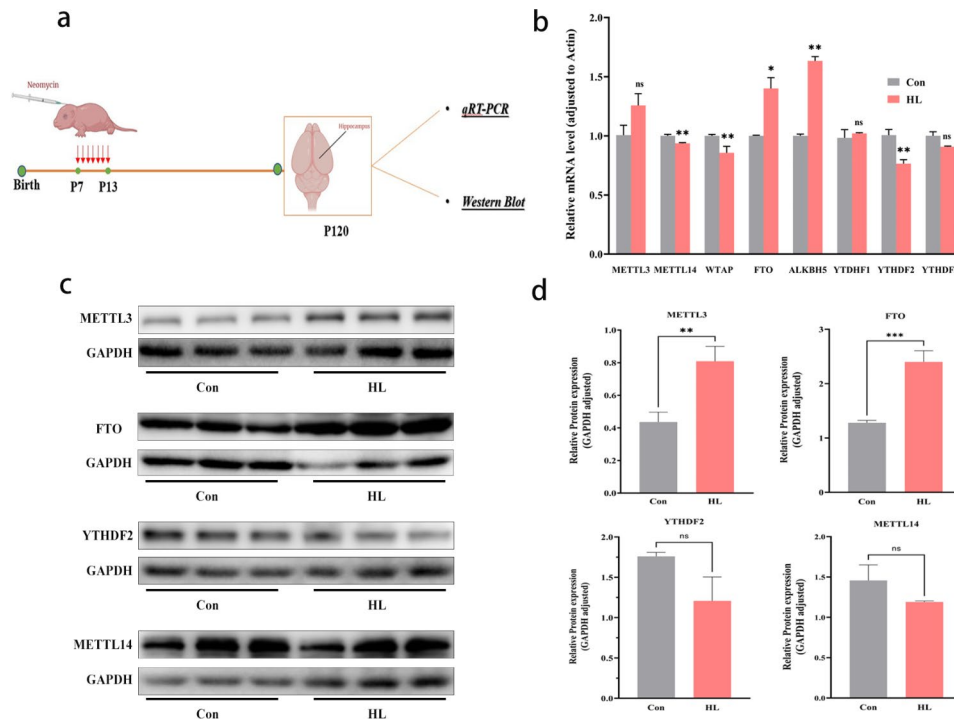 a
Neomycin
Hippocampus
Birth
P7
P13
P120
• qRT-PCR
• Western Blot
b
Relative mRNA level (adjusted to Actin)
2.0
1.5
1.0
0.5
0.0
ns
**
**
*
**
ns
**
ns
Con
HL
METTL3
METTL14
WTAP
FTO
ALKBH5
YTDHF1
YTHDF2
YTHDF
c
METTL3
GAPDH
Con
HL
FTO
GAPDH
Con
HL
YTHDF2
GAPDH
Con
HL
METTL14
GAPDH
Con
HL
d
METTL3
Relative Protein expression
(GAPDH adjusted)
1.0
0.8
0.6
0.4
0.2
0.0
**
Con
HL
FTO
Relative Protein expression
(GAPDH adjusted)
3
2
1
0
***
Con
HL
YTHDF2
Relative Protein expression
(GAPDH adjusted)
2.0
1.5
1.0
0.5
0.0
ns
Con
HL
METTL14
Relative Protein expression
(GAPDH adjusted)
2.0
1.5
1.0
0.5
0.0
ns
Con
HL